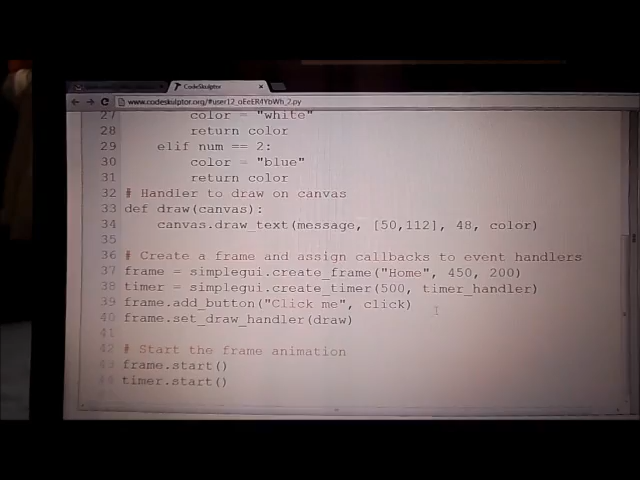 CodeSkulptor
www.codeskulptor.org/#user12_oEeER4YbWh_2.py
27 color = "white"
28 return color
29 elif num == 2:
30 color = "blue"
31 return color
32 # Handler to draw on canvas
33 def draw(canvas):
34 canvas.draw_text(message, [50,112], 48, color)
35
36 # Create a frame and assign callbacks to event handlers
37 frame = simplegui.create_frame("Home", 450, 200)
38 timer = simplegui.create_timer(500, timer_handler)
39 frame.add_button("Click me", click)
40 frame.set_draw_handler(draw)
41
42 # Start the frame animation
43 frame.start()
44 timer.start()